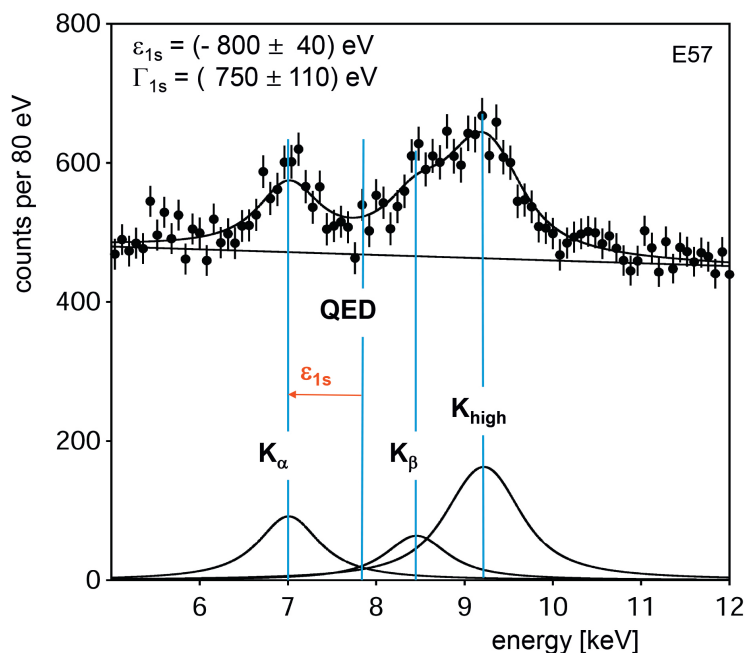 800
ε1s = (- 800 ± 40) eV
Γ1s = ( 750 ± 110) eV
E57
counts per 80 eV
600
400
QED
ε1s
Khigh
200
Kα
Kβ
0
6 7 8 9 10 11 12
energy [keV]